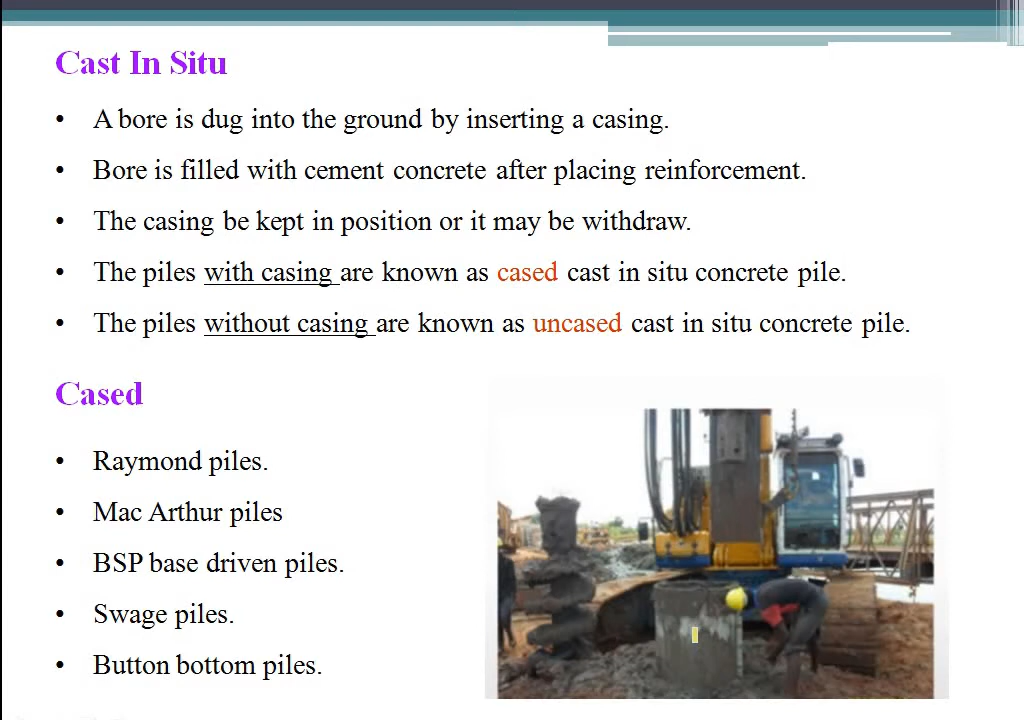 Cast In Situ
• A bore is dug into the ground by inserting a casing.
• Bore is filled with cement concrete after placing reinforcement.
• The casing be kept in position or it may be withdraw.
• The piles with casing are known as cased cast in situ concrete pile.
• The piles without casing are known as uncased cast in situ concrete pile.
Cased
• Raymond piles.
• Mac Arthur piles
• BSP base driven piles.
• Swage piles.
• Button bottom piles.